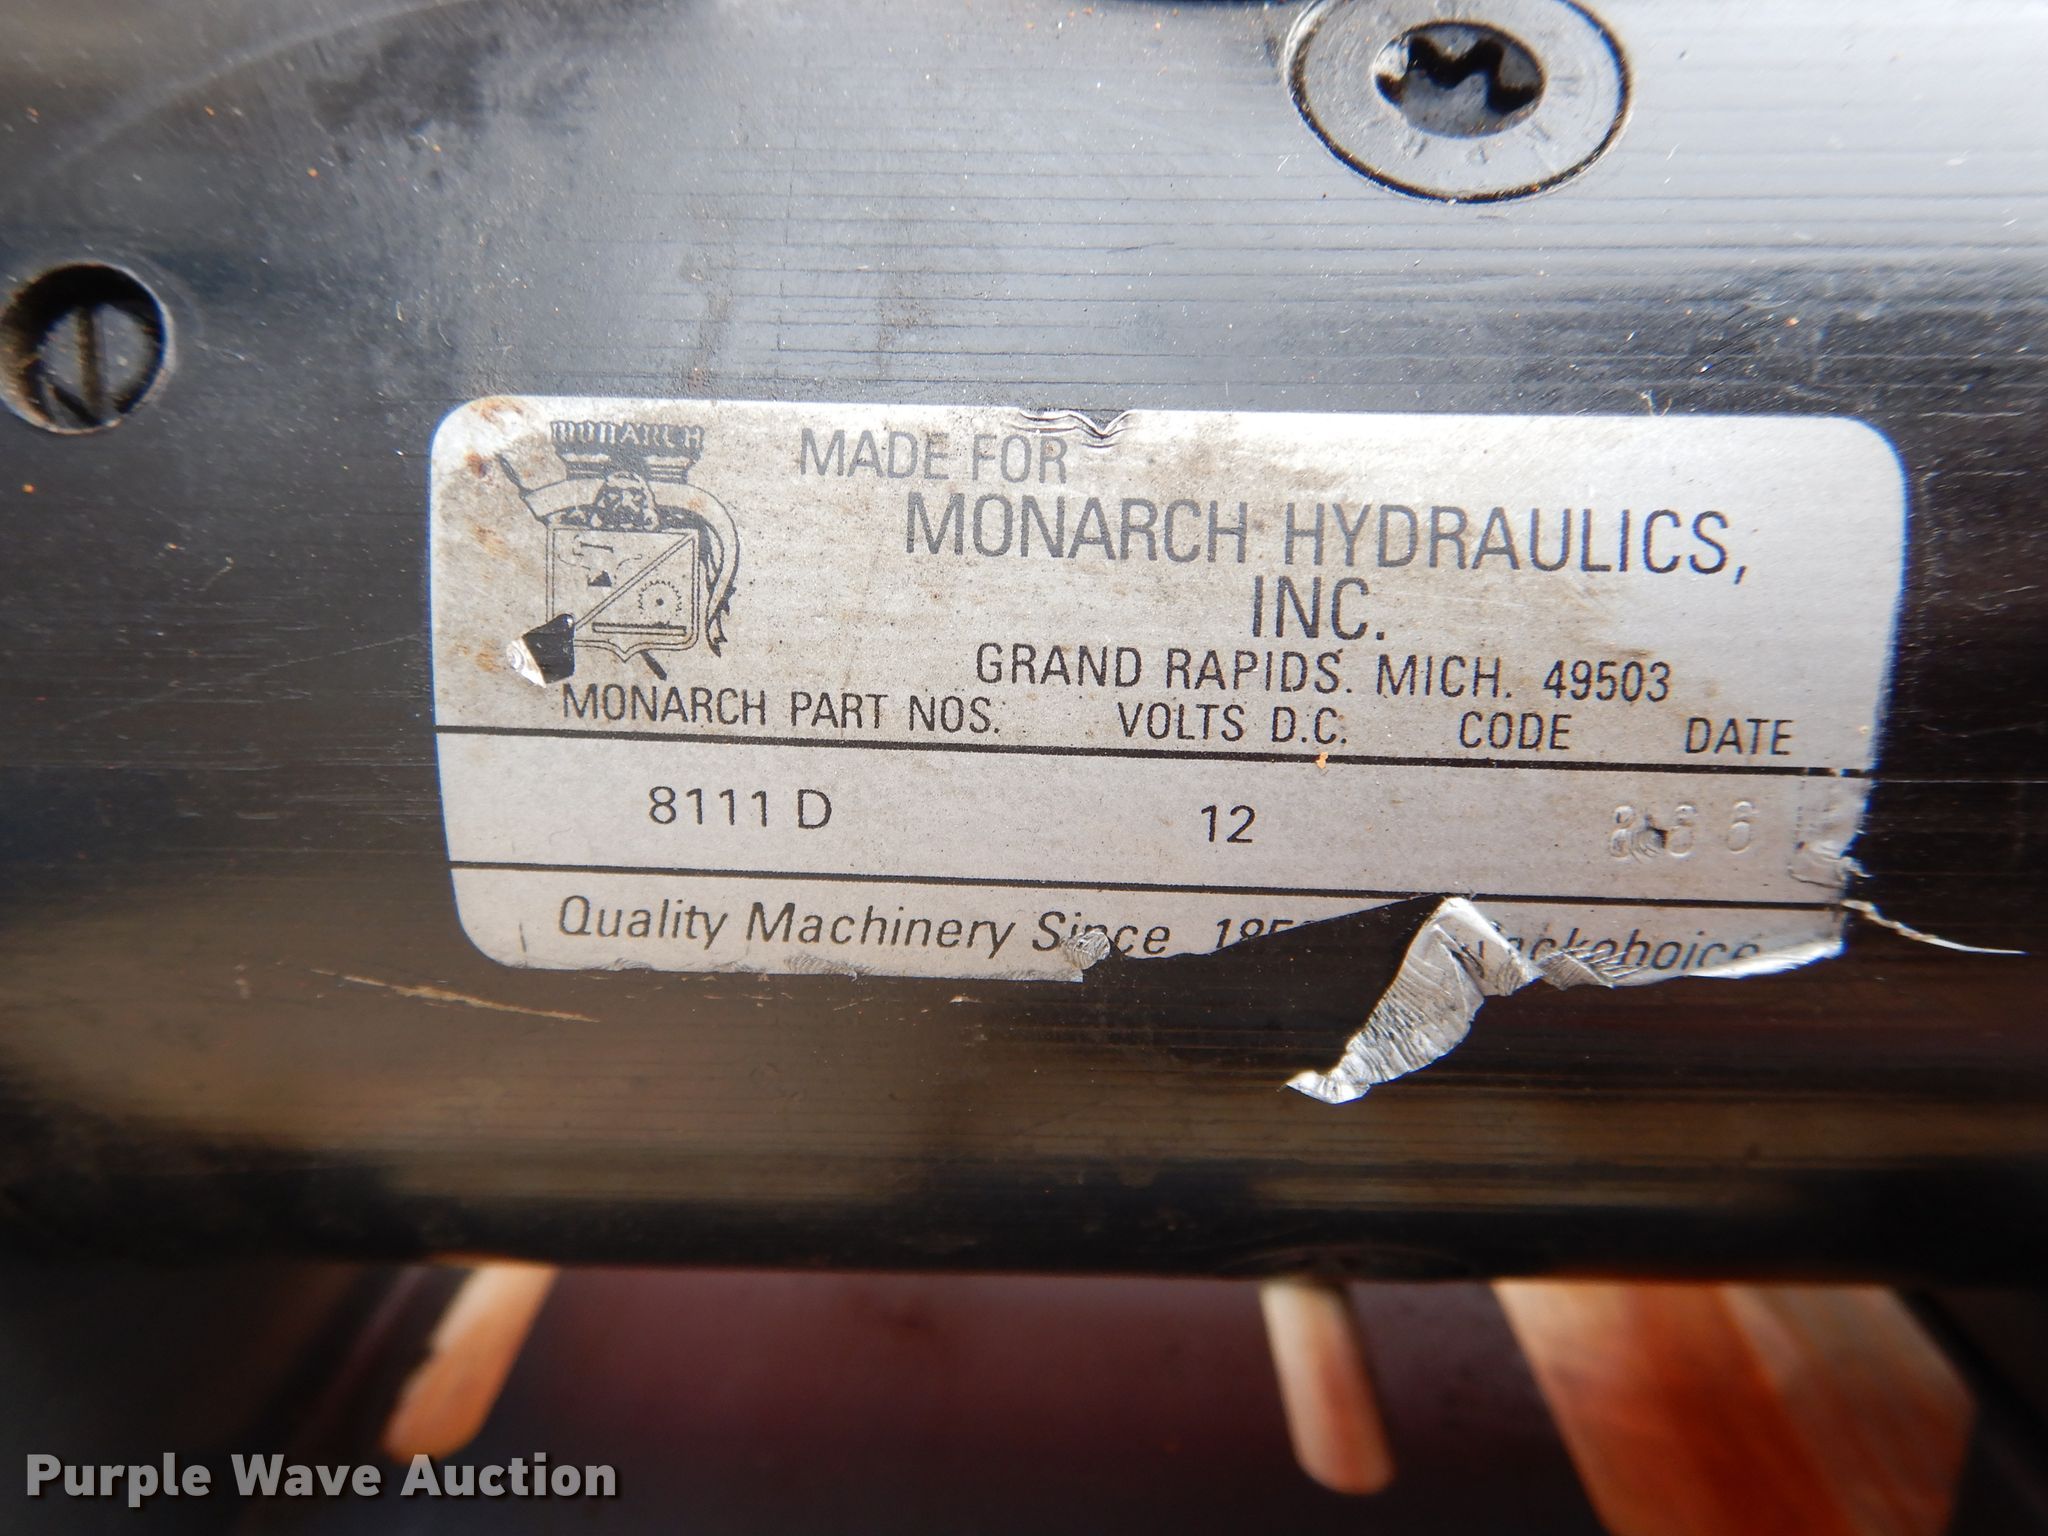 MONARCH
MADE FOR
MONARCH HYDRAULICS,
INC.
GRAND RAPIDS. MICH. 49503
MONARCH PART NOS. VOLTS D.C. CODE DATE
8111 D 12
Quality Machinery Since
Purple Wave Auction